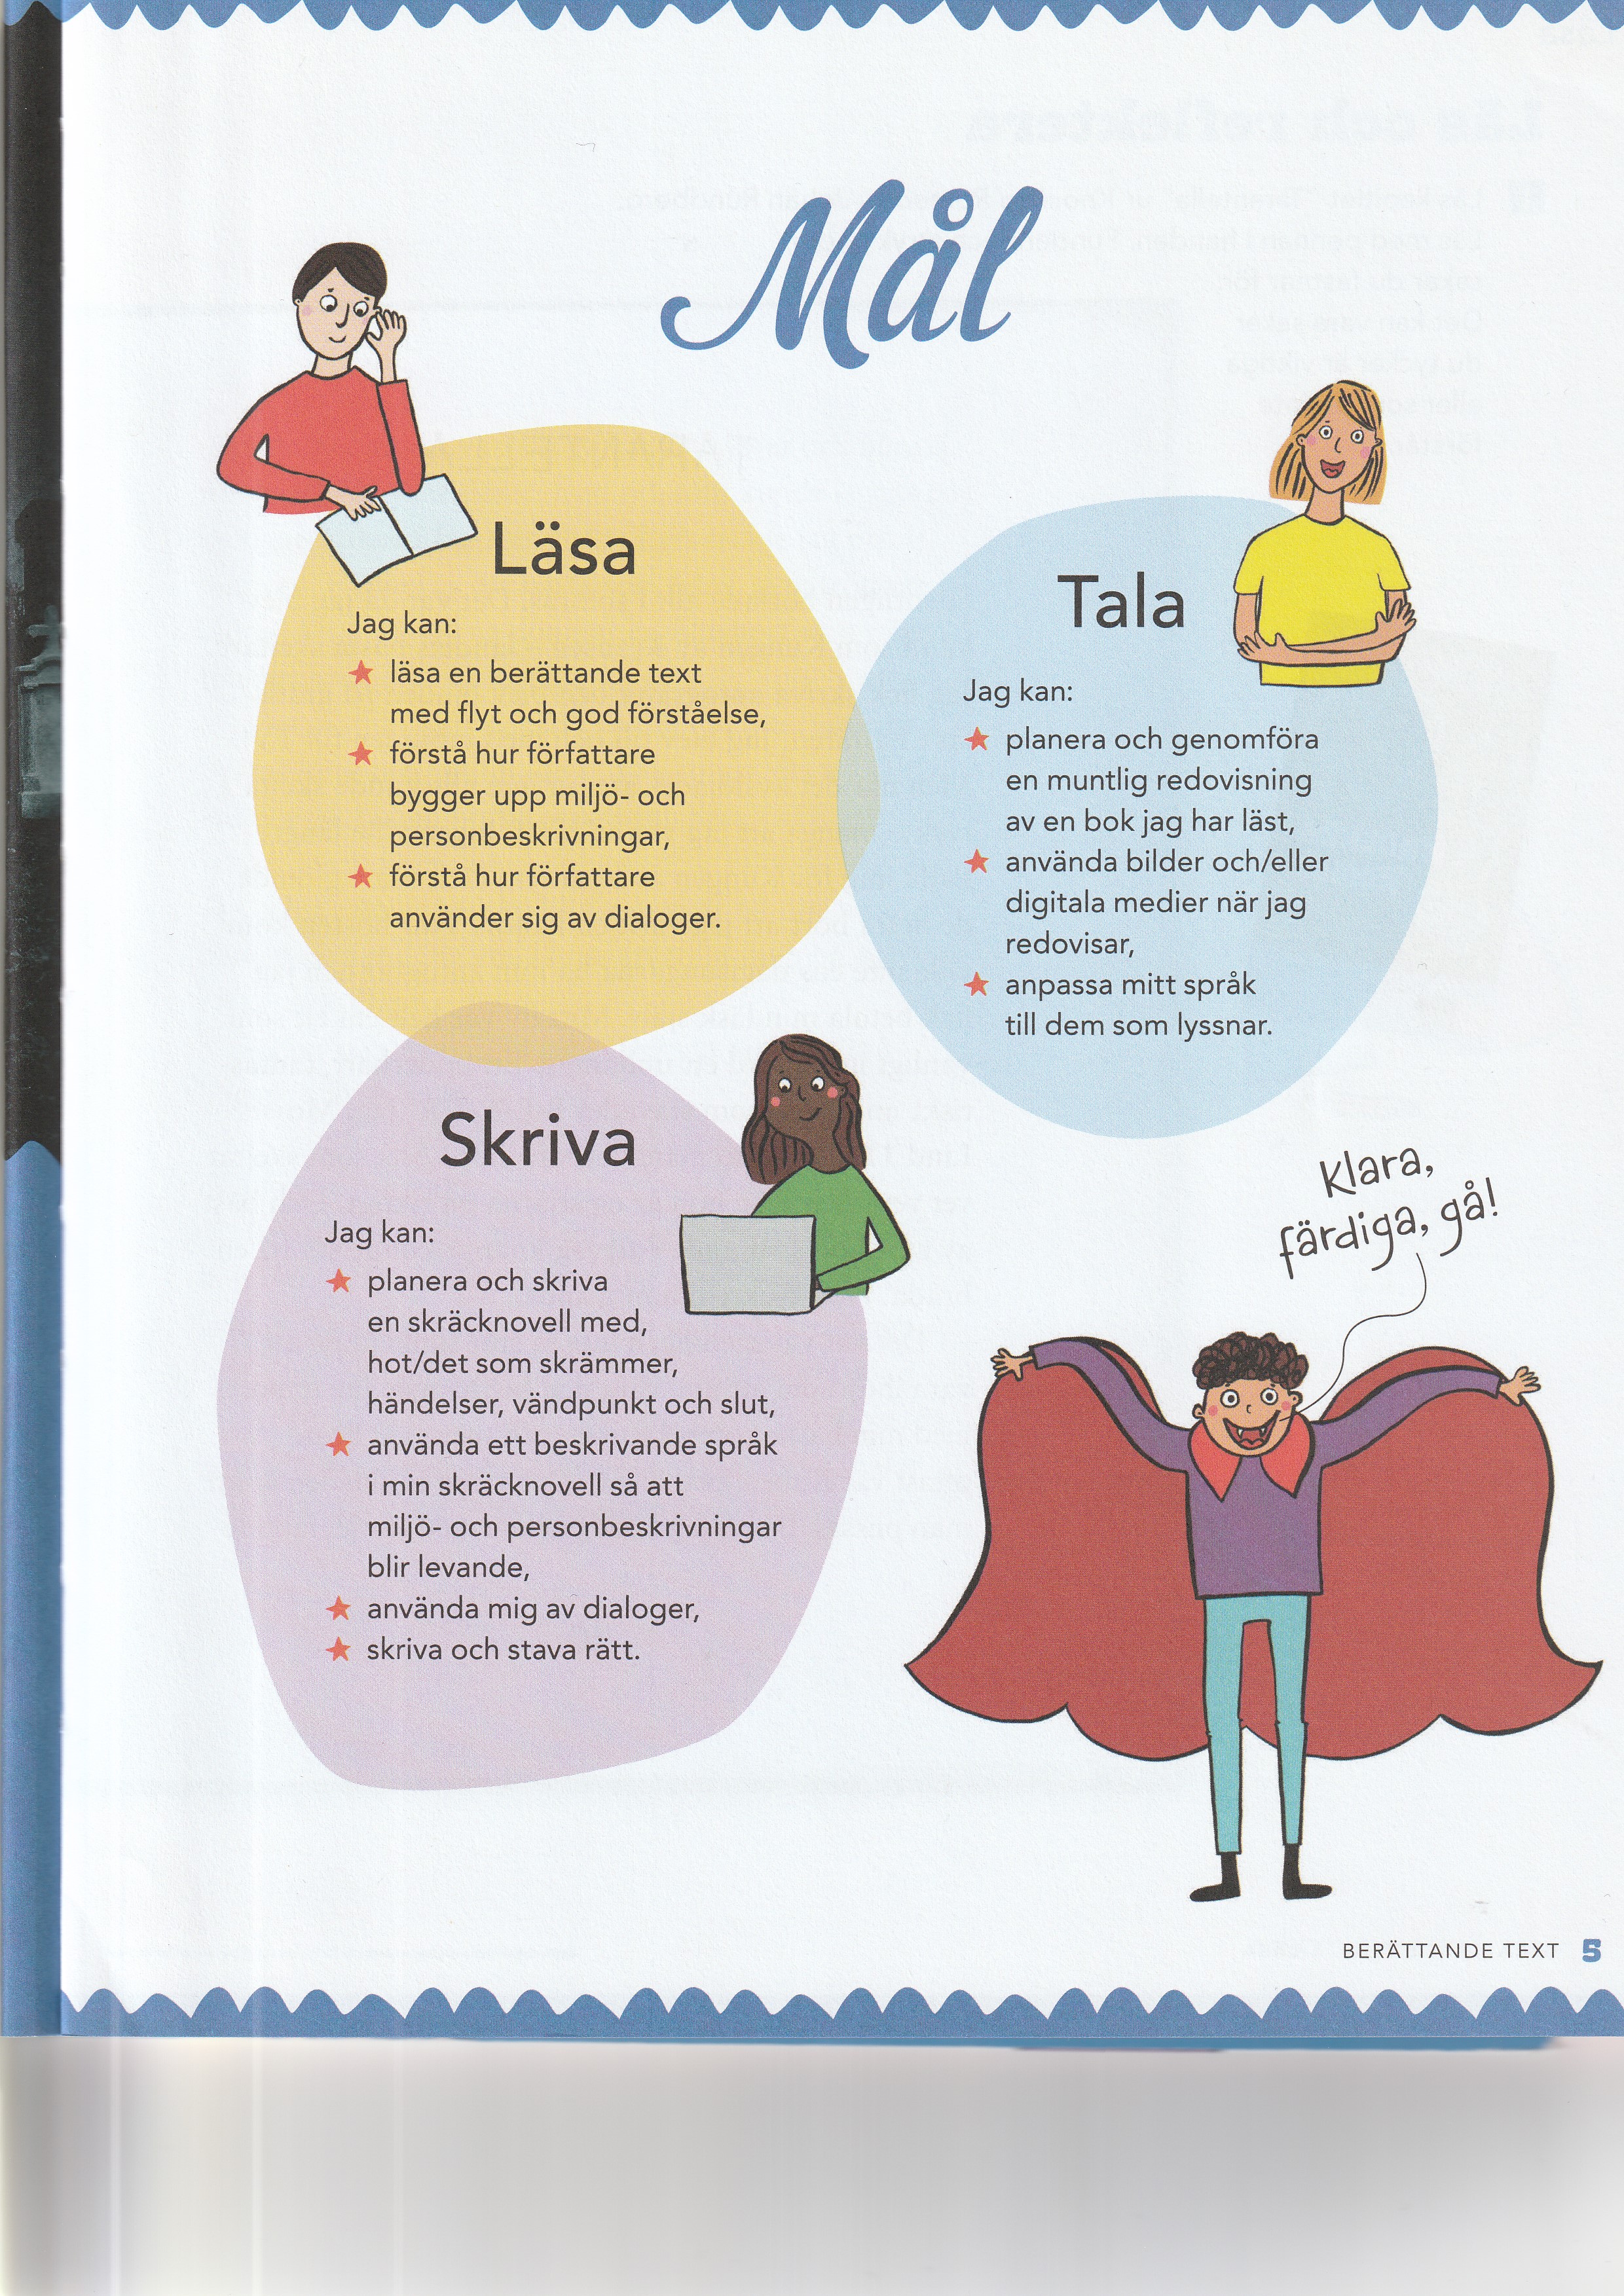 Mål
Läsa
Jag kan:
★ läsa en berättande text
med flyt och god förståelse,
★ förstå hur författare
bygger upp miljö- och
personbeskrivningar,
★ förstå hur författare
använder sig av dialoger.
Tala
Jag kan:
★ planera och genomföra
en muntlig redovisning
av en bok jag har läst,
★ använda bilder och/eller
digitala medier när jag
redovisar,
★ anpassa mitt språk
till dem som lyssnar.
Skriva
Jag kan:
★ planera och skriva
en skräcknovell med,
hot/det som skrämmer,
händelser, vändpunkt och slut,
★ använda ett beskrivande språk
i min skräcknovell så att
miljö- och personbeskrivningar
blir levande,
★ använda mig av dialoger,
★ skriva och stava rätt.
Klara,
färdiga, gå!
BERÄTTANDE TEXT 5